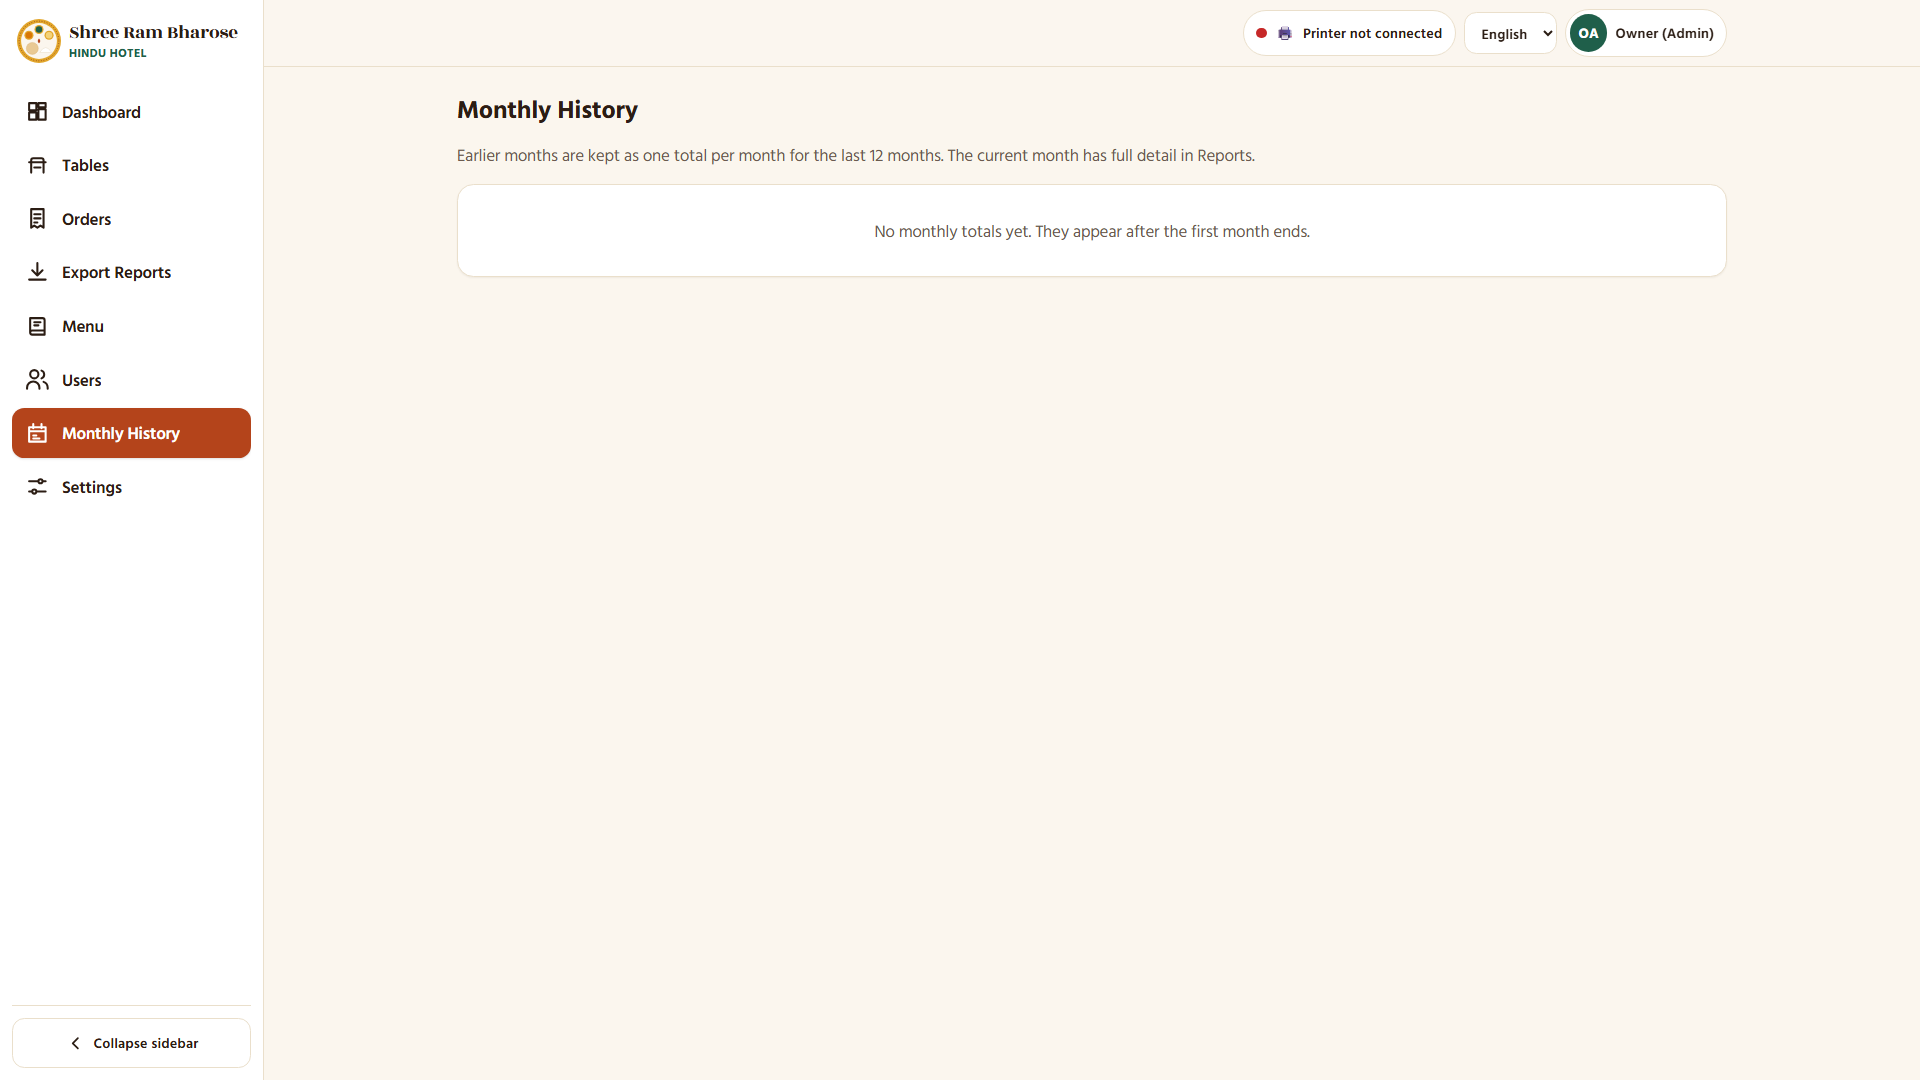 Shree Ram Bharose
HINDU HOTEL
Dashboard
Tables
Orders
Export Reports
Menu
Users
Monthly History
Settings
Collapse sidebar
Printer not connected
English
OA
Owner (Admin)
Monthly History
Earlier months are kept as one total per month for the last 12 months. The current month has full detail in Reports.
No monthly totals yet. They appear after the first month ends.